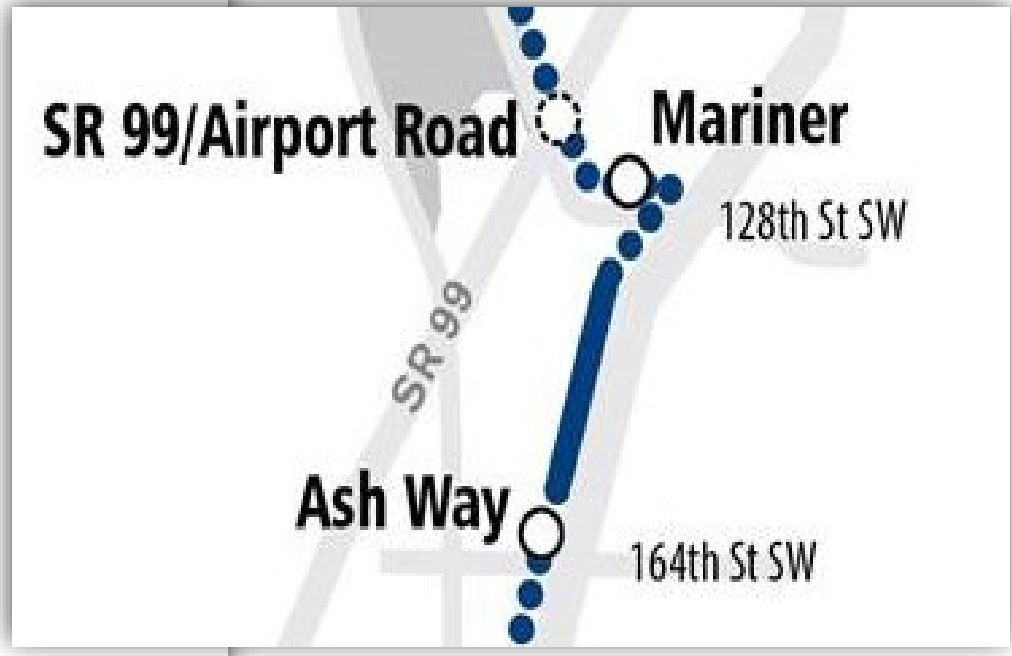 Mariner
SR 99/Airport Road
128th St SW
SR 99
Ash Way
164th St SW